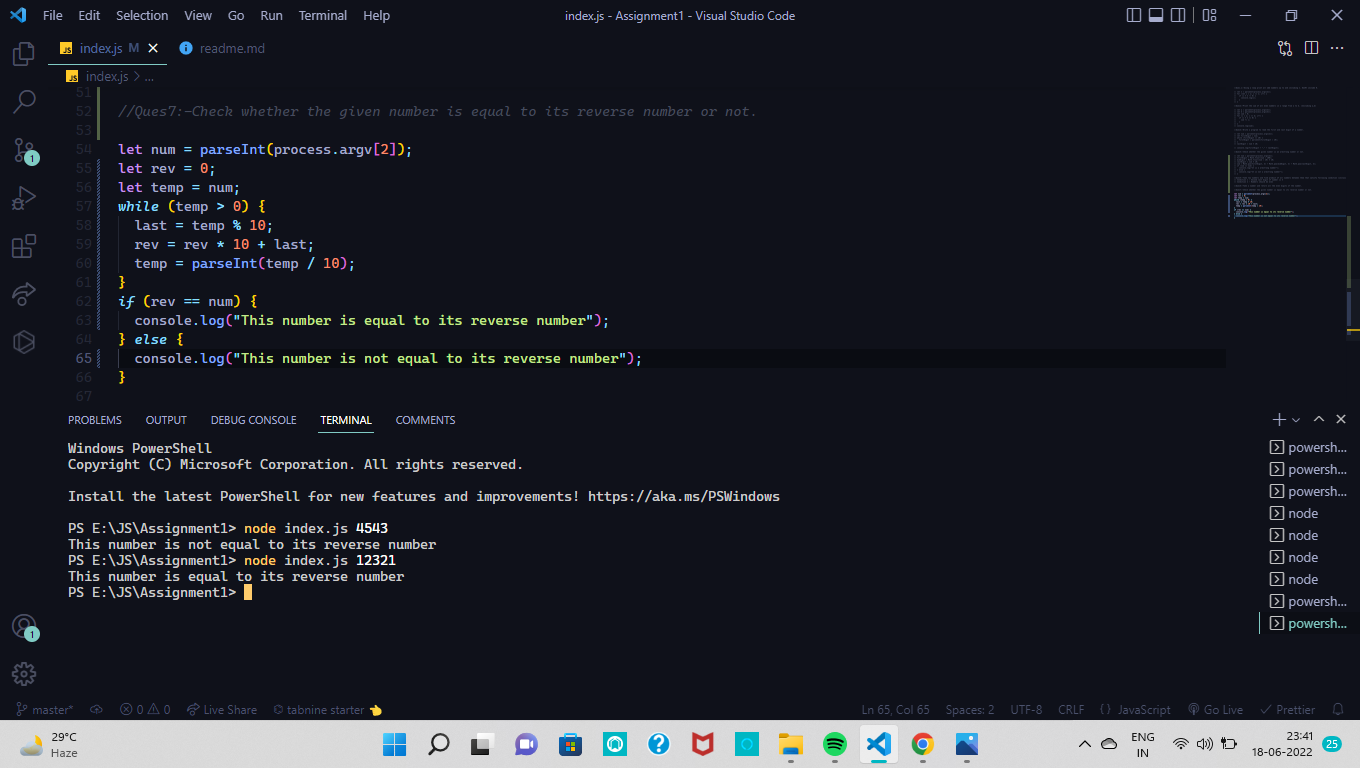 File Edit Selection View Go Run Terminal Help index.js - Assignment1 - Visual Studio Code
JS index.js M readme.md
JS index.js > ...
51
52 //Ques7:-Check whether the given number is equal to its reverse number or not.
53
54 let num = parseInt(process.argv[2]);
55 let rev = 0;
56 let temp = num;
57 while (temp > 0) {
58 last = temp % 10;
59 rev = rev * 10 + last;
60 temp = parseInt(temp / 10);
61 }
62 if (rev == num) {
63 console.log("This number is equal to its reverse number");
64 } else {
65 console.log("This number is not equal to its reverse number");
66 }
67
PROBLEMS OUTPUT DEBUG CONSOLE TERMINAL COMMENTS
Windows PowerShell
Copyright (C) Microsoft Corporation. All rights reserved.
Install the latest PowerShell for new features and improvements! https://aka.ms/PSWindows
PS E:\JS\Assignment1> node index.js 4543
This number is not equal to its reverse number
PS E:\JS\Assignment1> node index.js 12321
This number is equal to its reverse number
PS E:\JS\Assignment1>
powersh...
powersh...
powersh...
node
node
node
node
powersh...
powersh...
1
1
master* 0 0 Live Share tabnine starter Ln 65, Col 65 Spaces: 2 UTF-8 CRLF {} JavaScript Go Live Prettier
29°C
Haze
ENG
IN
23:41
18-06-2022
25